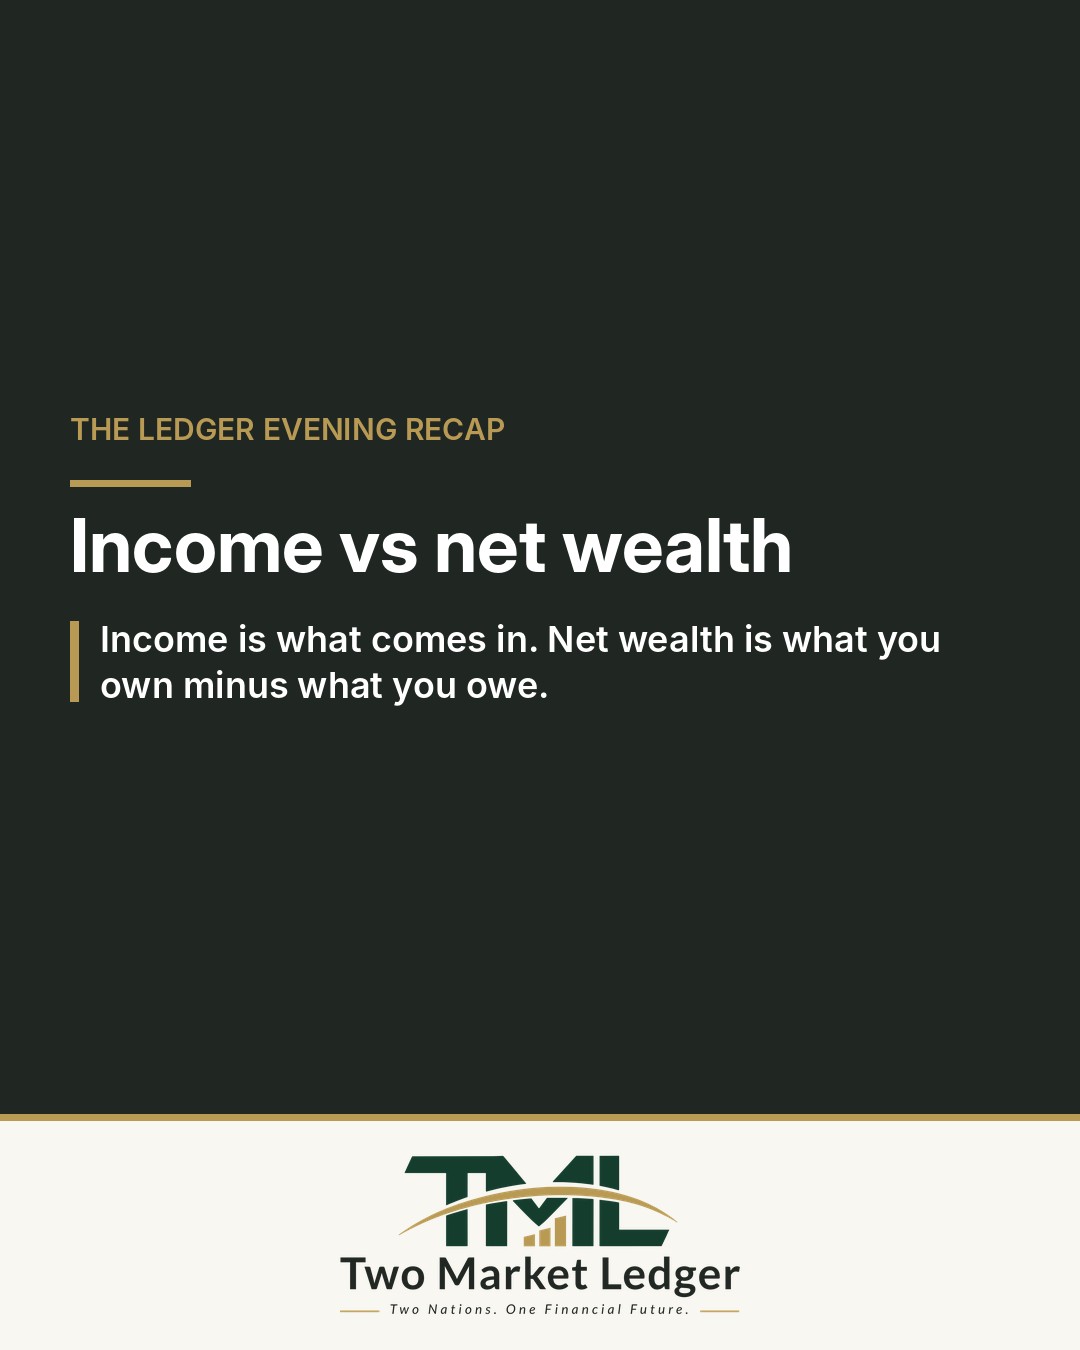 THE LEDGER EVENING RECAP
Income vs net wealth
Income is what comes in. Net wealth is what you
own minus what you owe.
TML
Two Market Ledger
Two Nations. One Financial Future.